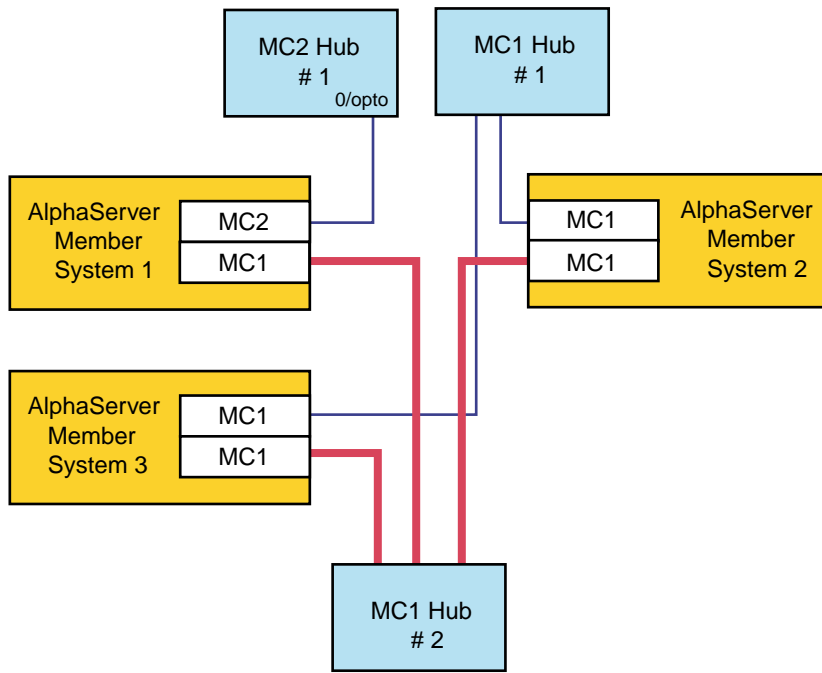 MC2 Hub
# 1
0/opto
MC1 Hub
# 1
AlphaServer
Member
System 1
MC2
MC1
MC1
MC1
AlphaServer
Member
System 2
AlphaServer
Member
System 3
MC1
MC1
MC1 Hub
# 2